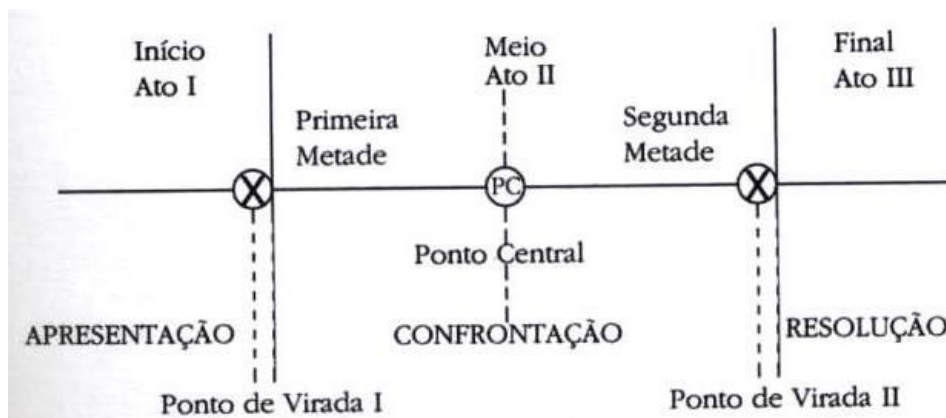 Início
Ato I
Meio
Ato II
Final
Ato III
Primeira
Metade
Segunda
Metade
X
PC
X
Ponto Central
APRESENTAÇÃO
CONFRONTAÇÃO
RESOLUÇÃO
Ponto de Virada I
Ponto de Virada II